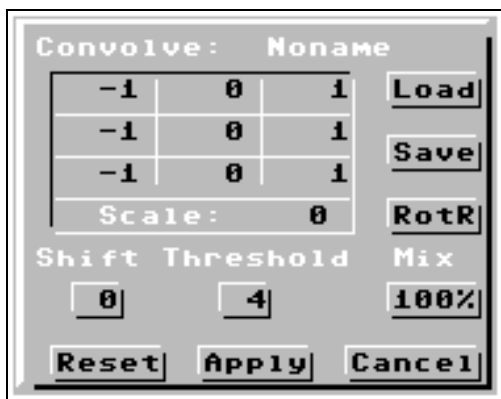 Convolve: Noname
-1 0 1 Load
-1 0 1
Save
-1 0 1
Scale: 0 RotR
Shift Threshold Mix
0 4 100%
Reset Apply Cancel